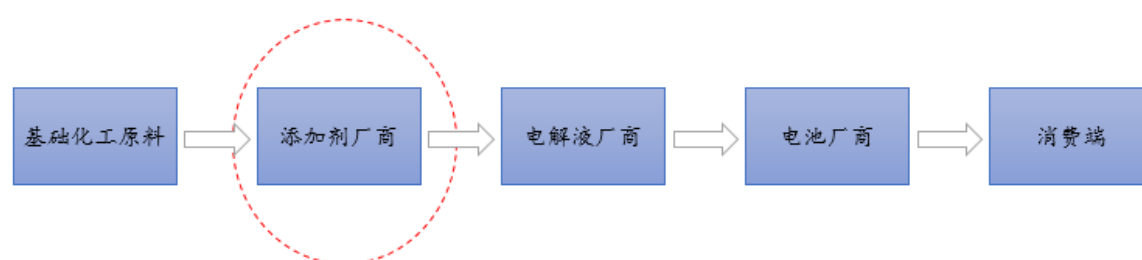 基础化工原料
添加剂厂商
电解液厂商
电池厂商
消费端